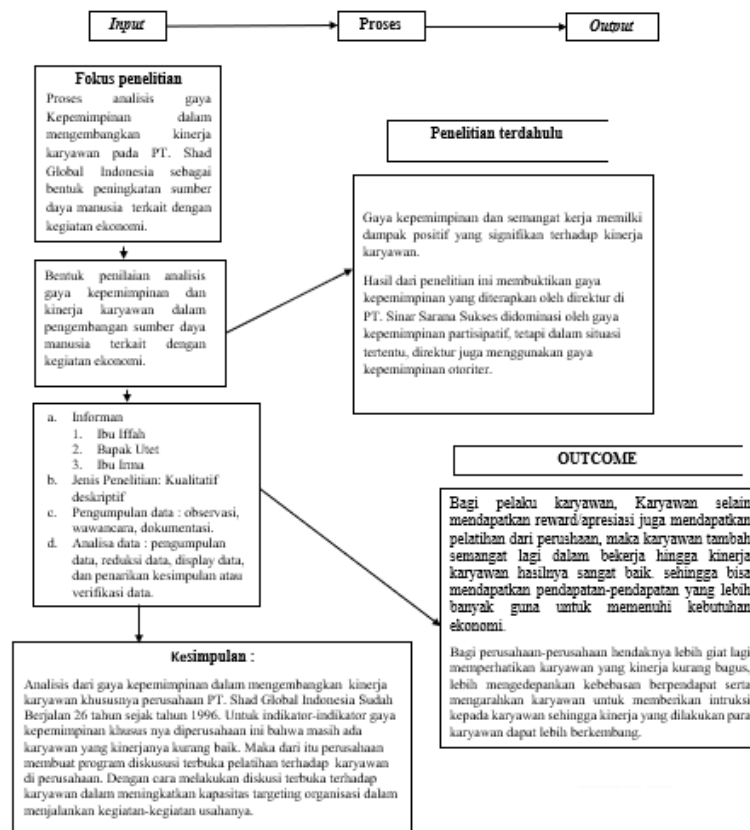 Input
Proses
Output
Fokus penelitian
Proses analisis gaya
Kepemimpinan dalam
mengembangkan kinerja
karyawan pada PT. Shad
Global Indonesia sebagai
bentuk peningkatan sumber
daya manusia terkait dengan
kegiatan ekonomi.
Bentuk penilaian analisis
gaya kepemimpinan dan
kinerja karyawan dalam
pengembangan sumber daya
manusia terkait dengan
kegiatan ekonomi.
a. Informan
1. Ibu Iffah
2. Bapak Utet
3. Ibu Irma
b. Jenis Penelitian: Kualitatif
deskriptif
c. Pengumpulan data : observasi,
wawancara, dokumentasi.
d. Analisa data : pengumpulan
data, reduksi data, display data,
dan penarikan kesimpulan atau
verifikasi data.
Kesimpulan :
Analisis dari gaya kepemimpinan dalam mengembangkan kinerja
karyawan khususnya perusahaan PT. Shad Global Indonesia Sudah
Berjalan 26 tahun sejak tahun 1996. Untuk indikator-indikator gaya
kepemimpinan khusus nya diperusahaan ini bahwa masih ada
karyawan yang kinerjanya kurang baik. Maka dari itu perusahaan
membuat program diskususi terbuka pelatihan terhadap karyawan
di perusahaan. Dengan cara melakukan diskusi terbuka terhadap
karyawan dalam meningkatkan kapasitas targeting organisasi dalam
menjalankan kegiatan-kegiatan usahanya.
Penelitian terdahulu
Gaya kepemimpinan dan semangat kerja memilki
dampak positif yang signifikan terhadap kinerja
karyawan.
Hasil dari penelitian ini membuktikan gaya
kepemimpinan yang diterapkan oleh direktur di
PT. Sinar Sarana Sukses didominasi oleh gaya
kepemimpinan partisipatif, tetapi dalam situasi
tertentu, direktur juga menggunakan gaya
kepemimpinan otoriter.
OUTCOME
Bagi pelaku karyawan, Karyawan selain
mendapatkan reward/apresiasi juga mendapatkan
pelatihan dari perushaan, maka karyawan tambah
semangat lagi dalam bekerja hingga kinerja
karyawan hasilnya sangat baik. sehingga bisa
mendapatkan pendapatan-pendapatan yang lebih
banyak guna untuk memenuhi kebutuhan
ekonomi.
Bagi perusahaan-perusahaan hendaknya lebih giat lagi
memperhatikan karyawan yang kinerja kurang bagus,
lebih mengedepankan kebebasan berpendapat serta
mengarahkan karyawan untuk memberikan intruksi
kepada karyawan sehingga kinerja yang dilakukan para
karyawan dapat lebih berkembang.